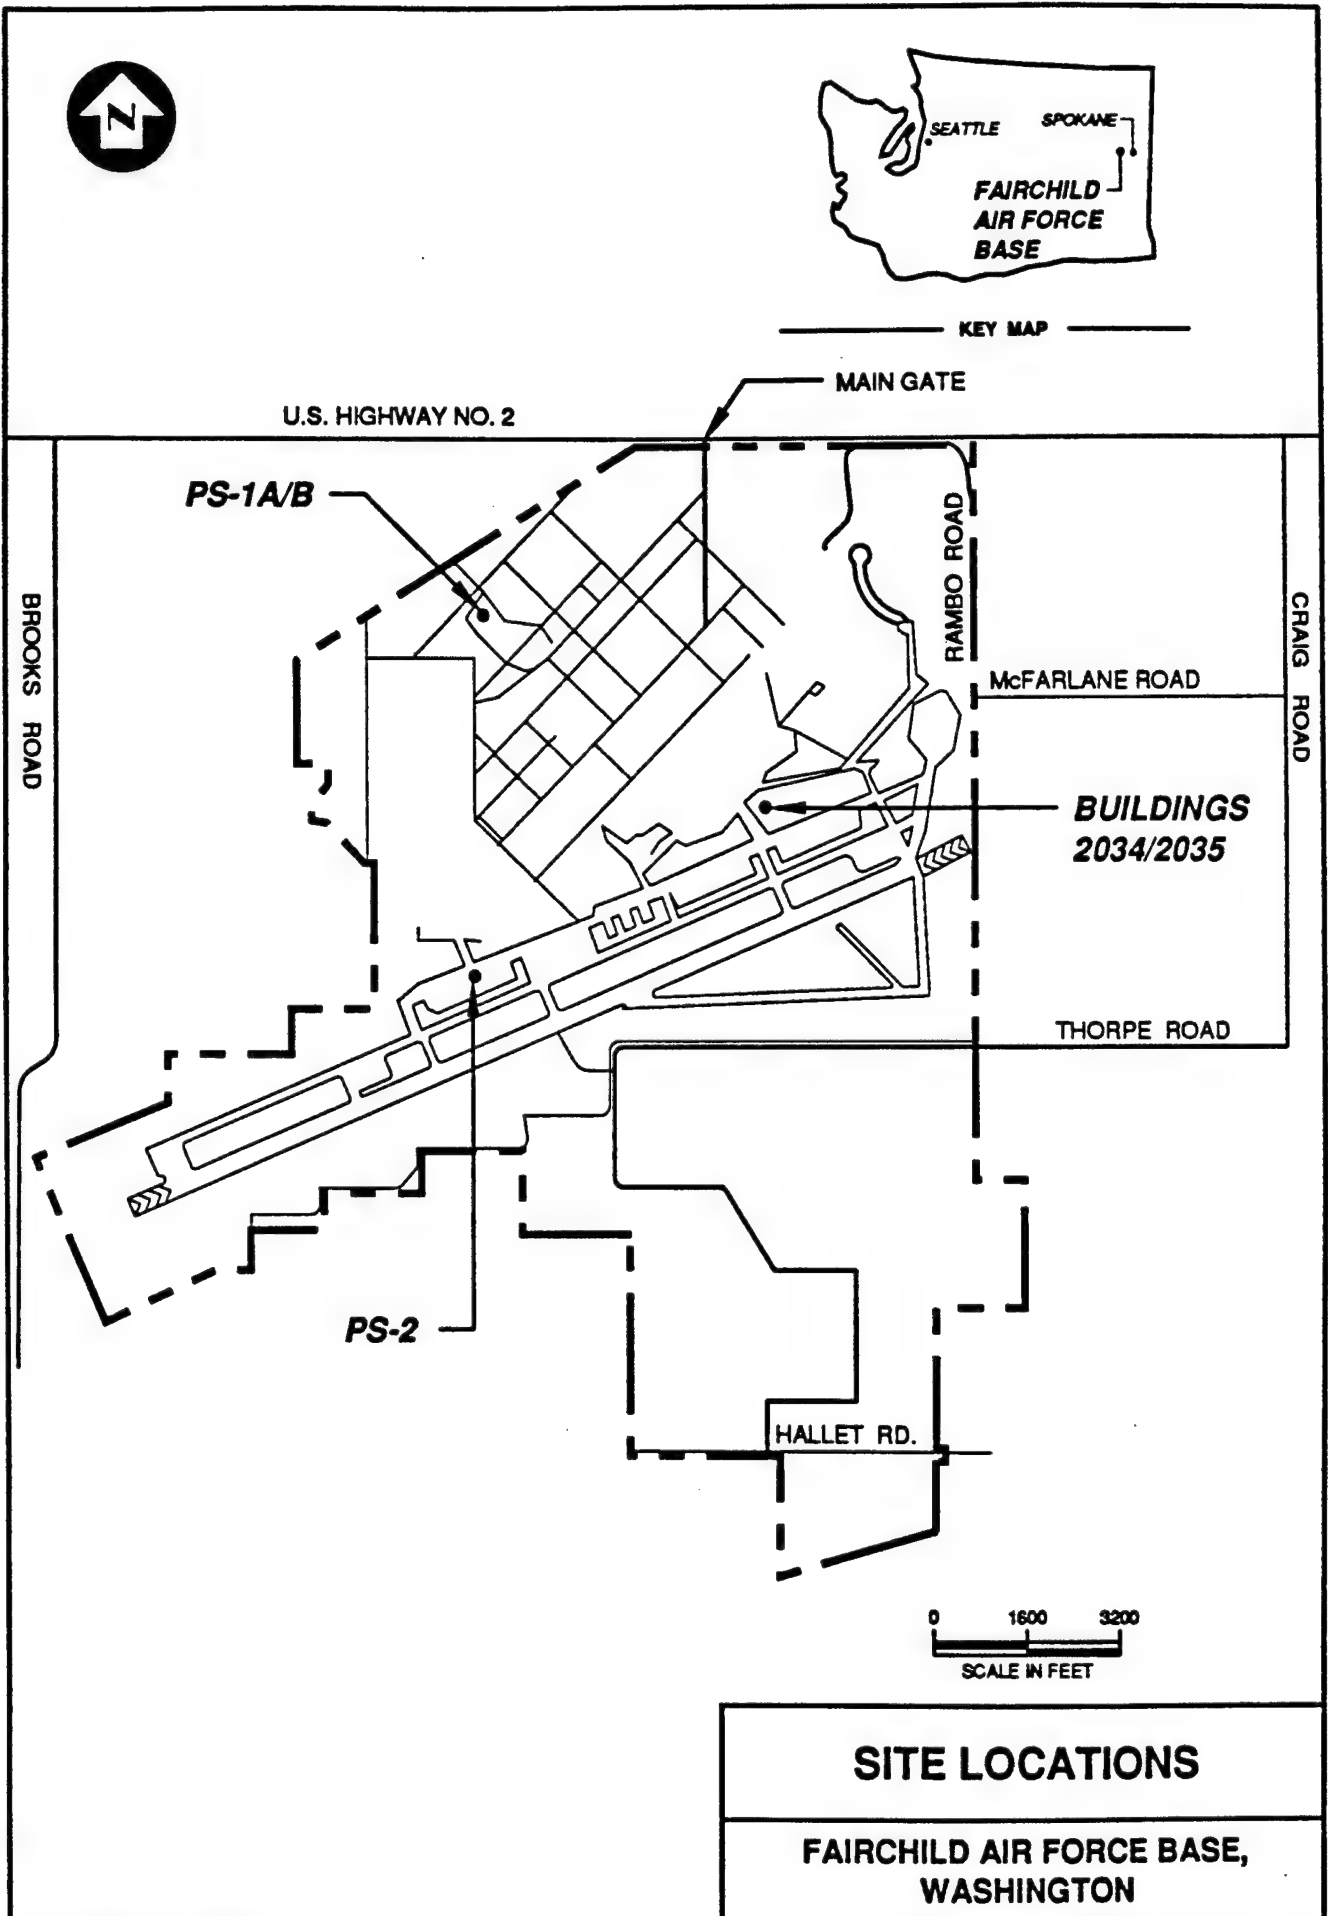 N
SEATTLE
SPOKANE
FAIRCHILD
AIR FORCE
BASE
KEY MAP
MAIN GATE
U.S. HIGHWAY NO. 2
PS-1A/B
RAMBO ROAD
BROOKS ROAD
CRAIG ROAD
McFARLANE ROAD
BUILDINGS
2034/2035
THORPE ROAD
PS-2
HALLET RD.
0 1600 3200
SCALE IN FEET
SITE LOCATIONS
FAIRCHILD AIR FORCE BASE,
WASHINGTON